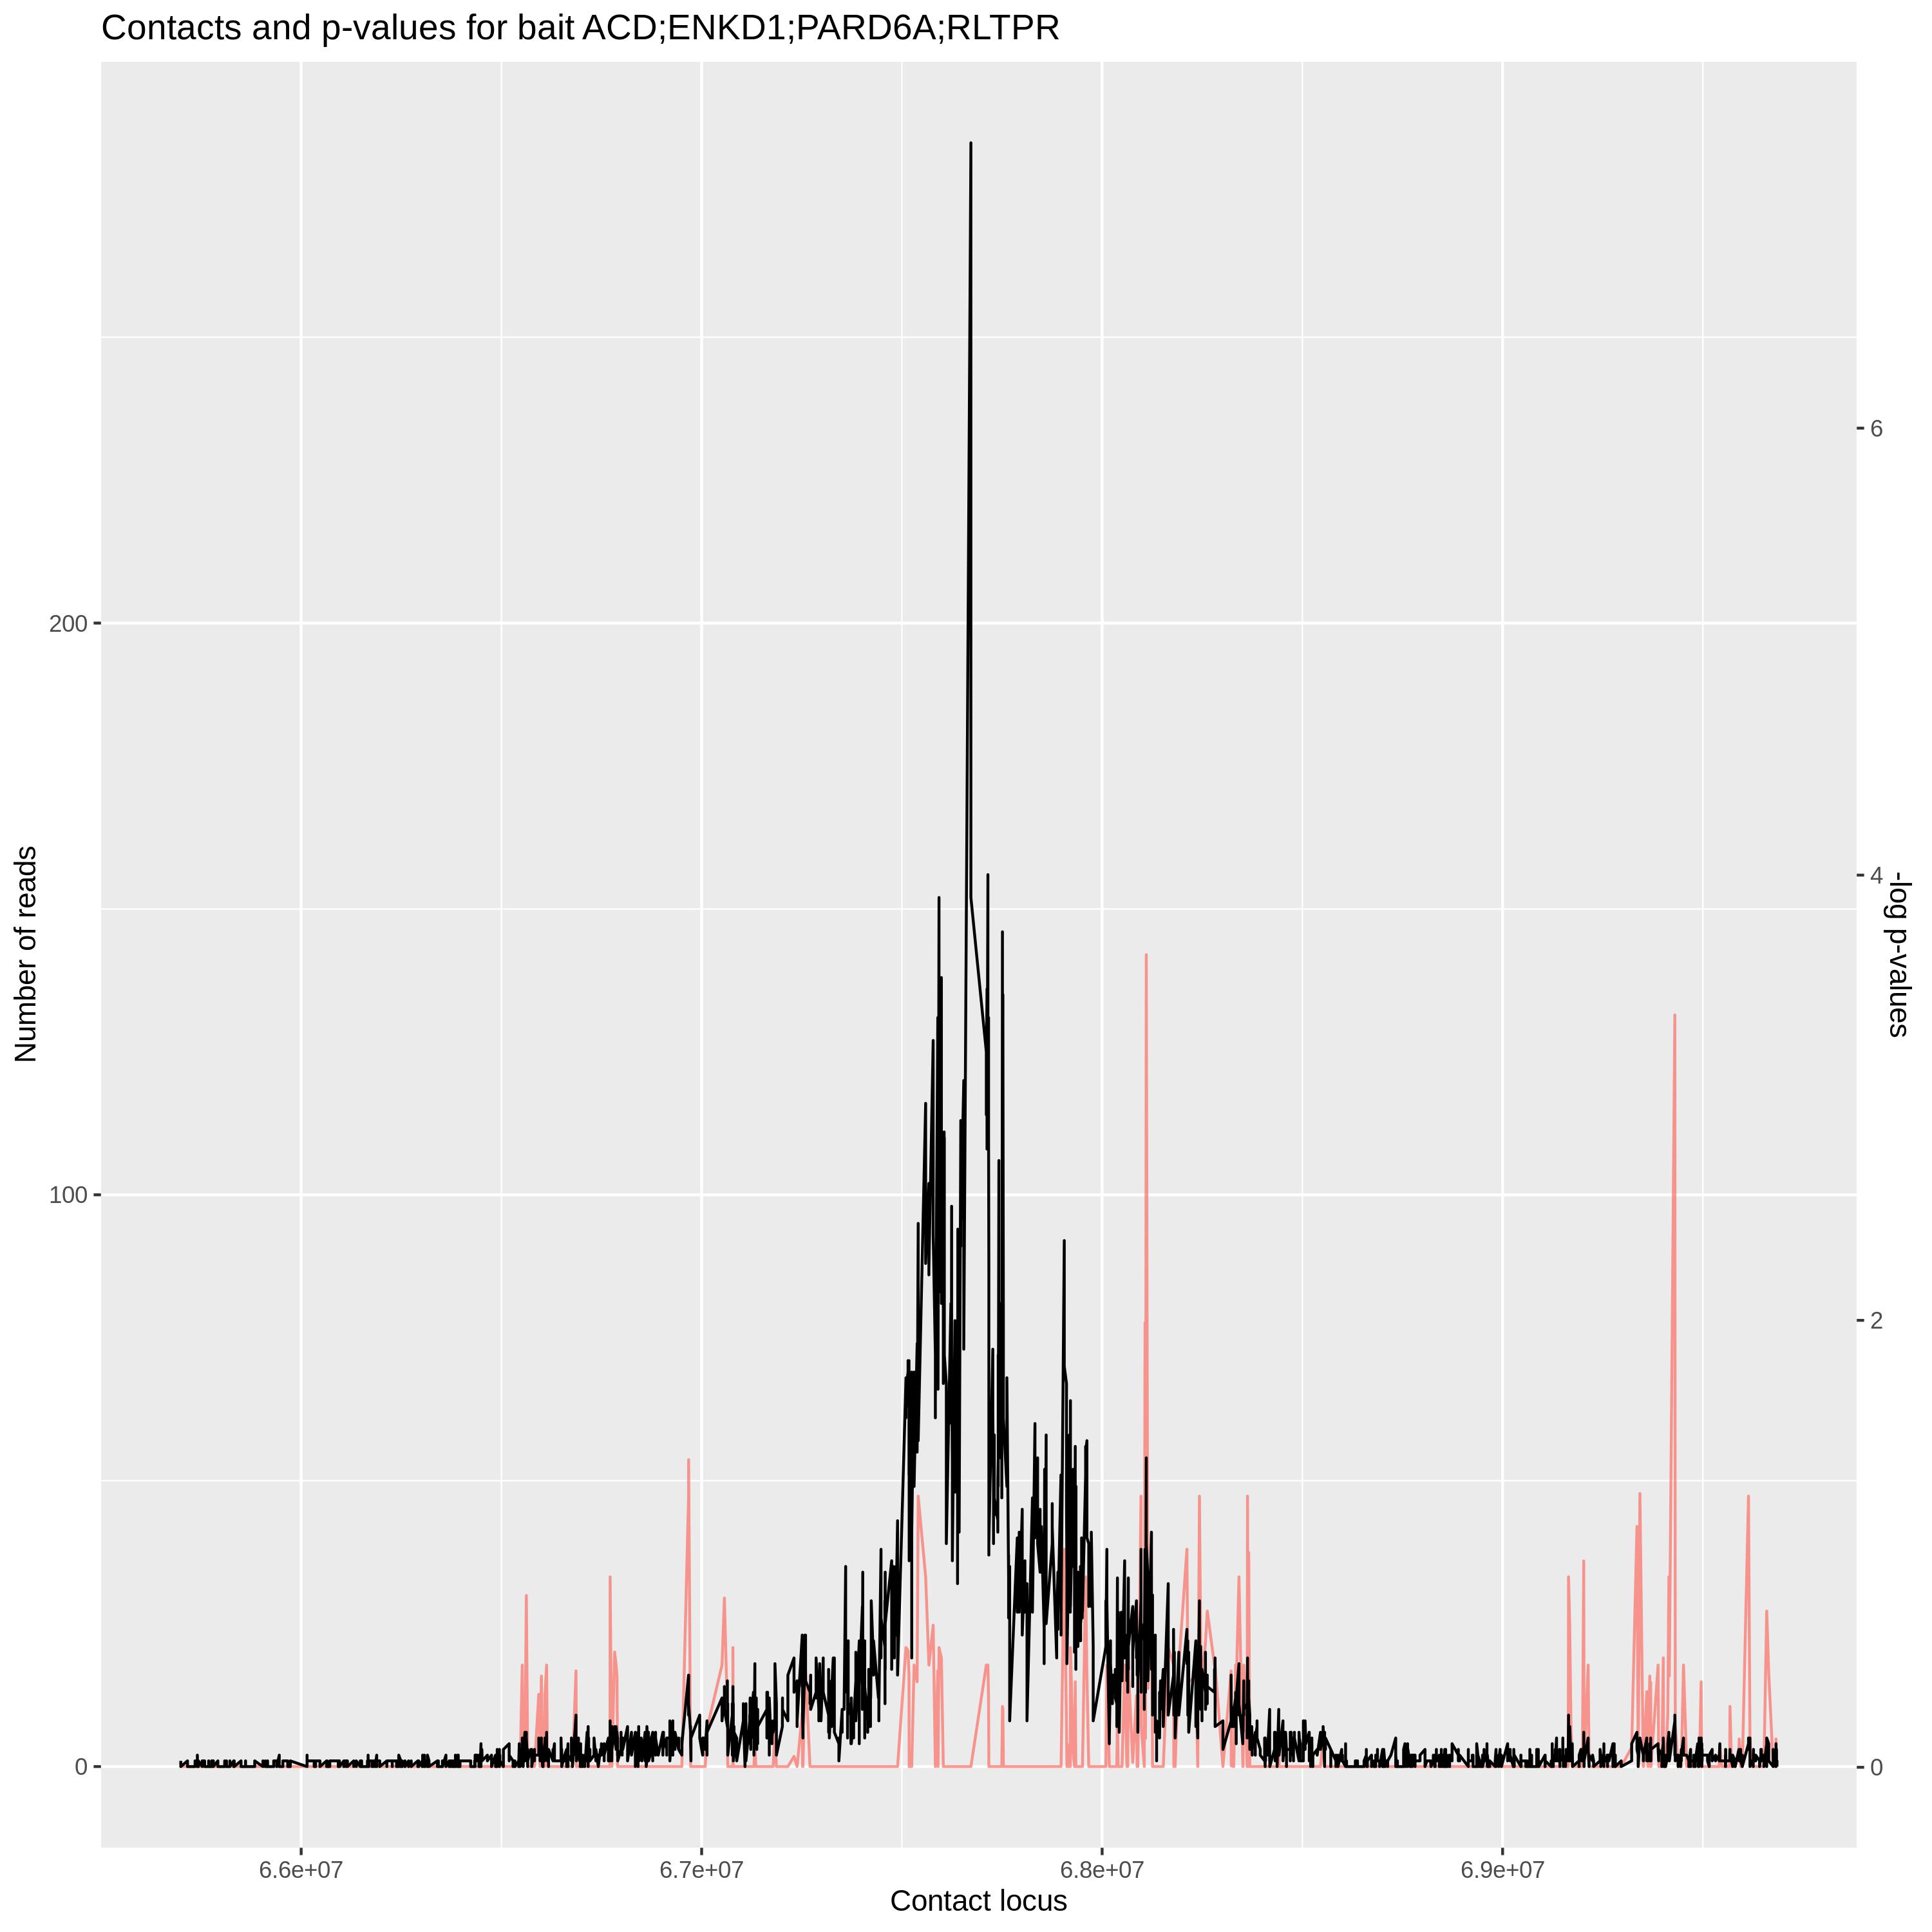 Contacts and p-values for bait ACD;ENKD1;PARD6A;RLTPR
Number of reads
200
100
0
6
4
2
0
-log p-values
6.6e+07
6.7e+07
6.8e+07
6.9e+07
Contact locus